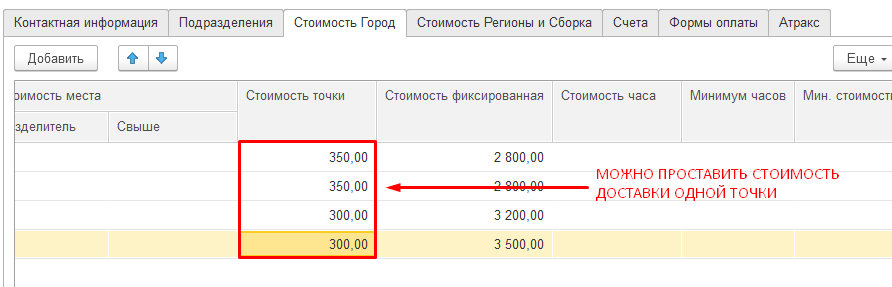 Контактная информация Подразделения Стоимость Город Стоимость Регионы и Сборка Счета Формы оплаты Атракс
Добавить Еще
оимость места Стоимость точки Стоимость фиксированная Стоимость часа Минимум часов Мин. стоимость
зделитель Свыше
350,00 2 800,00
350,00 2 800,00
300,00 3 200,00
300,00 3 500,00
МОЖНО ПРОСТАВИТЬ СТОИМОСТЬ
ДОСТАВКИ ОДНОЙ ТОЧКИ